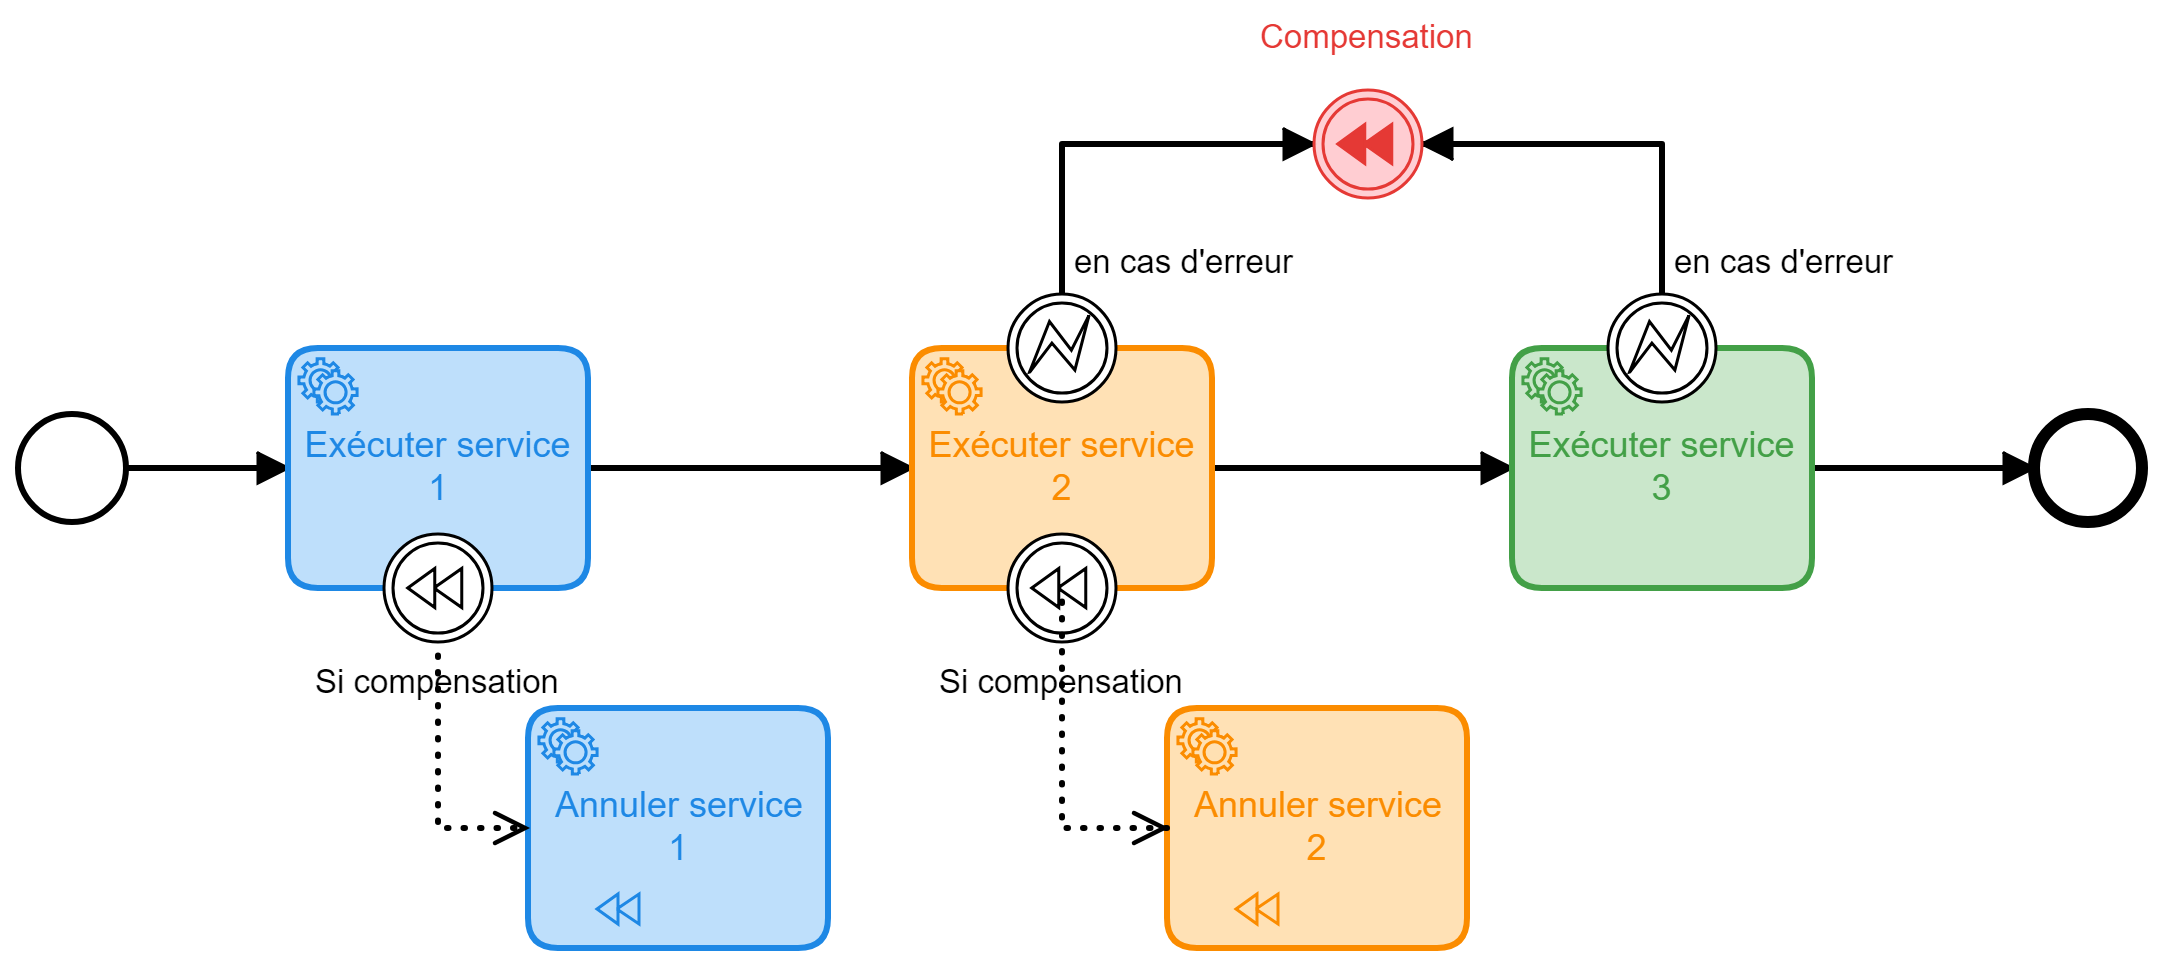 Compensation
en cas d'erreur
en cas d'erreur
Exécuter service
1
Exécuter service
2
Exécuter service
3
Si compensation
Si compensation
Annuler service
1
Annuler service
2